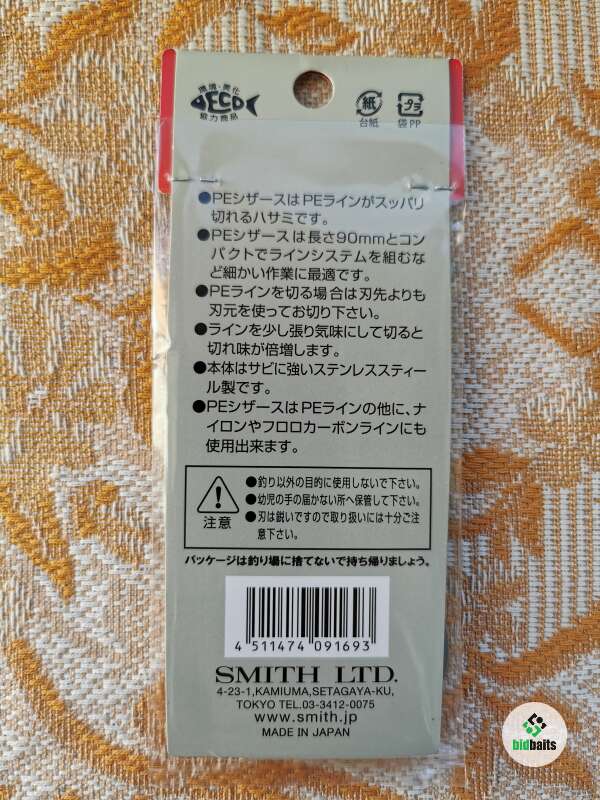 環境・美化
ECO
協力商品
紙
台紙
プラ
袋PP
●PEシザースはPEラインがスッパリ
切れるハサミです。
●PEシザースは長さ90mmとコン
パクトでラインシステムを組むな
ど細かい作業に最適です。
●PEラインを切る場合は刃先よりも
刃元を使ってお切り下さい。
●ラインを少し張り気味にして切ると
切れ味が倍増します。
●本体はサビに強いステンレススティー
ル製です。
●PEシザースはPEラインの他に、ナ
イロンやフロロカーボンラインにも
使用出来ます。
注意
●釣り以外の目的に使用しないで下さい。
●幼児の手の届かない所へ保管して下さい。
●刃は鋭いですので取り扱いには十分ご注
意下さい。
パッケージは釣り場に捨てないで持ち帰りましょう。
4 511474 091693
SMITH LTD.
4-23-1,KAMIUMA,SETAGAYA-KU,
TOKYO TEL.03-3412-0075
www.smith.jp
MADE IN JAPAN
bidbaits